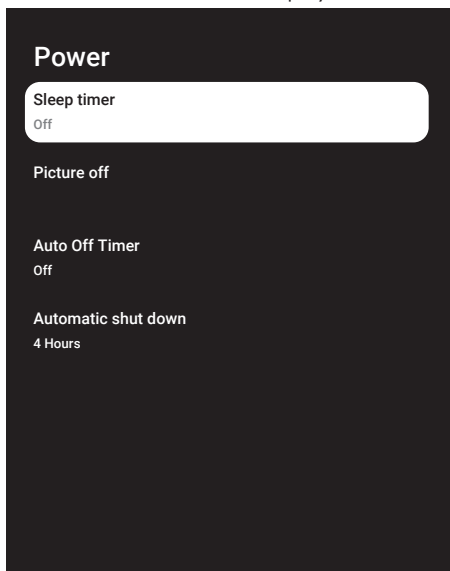 Power
Sleep timer
Off
Picture off
Auto Off Timer
Off
Automatic shut down
4 Hours